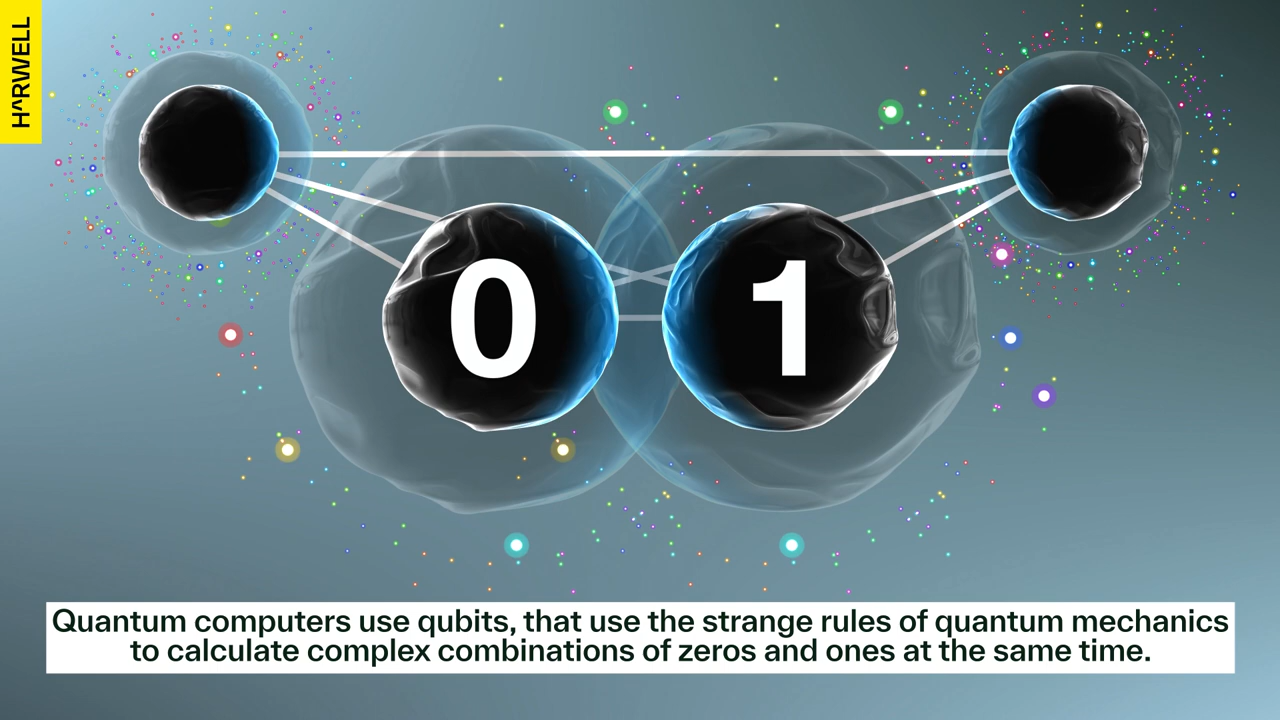 HARWELL
0 1
Quantum computers use qubits, that use the strange rules of quantum mechanics
to calculate complex combinations of zeros and ones at the same time.